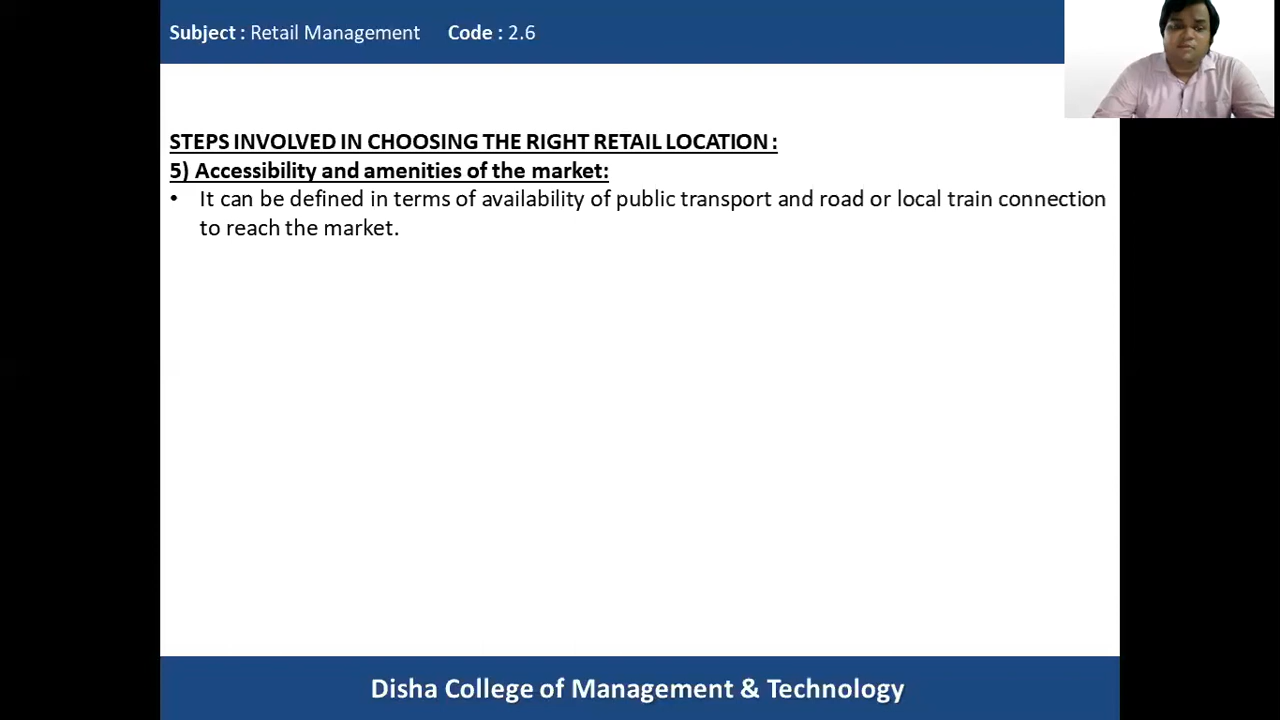 Subject : Retail Management Code : 2.6
STEPS INVOLVED IN CHOOSING THE RIGHT RETAIL LOCATION :
5) Accessibility and amenities of the market:
• It can be defined in terms of availability of public transport and road or local train connection
to reach the market.
Disha College of Management & Technology